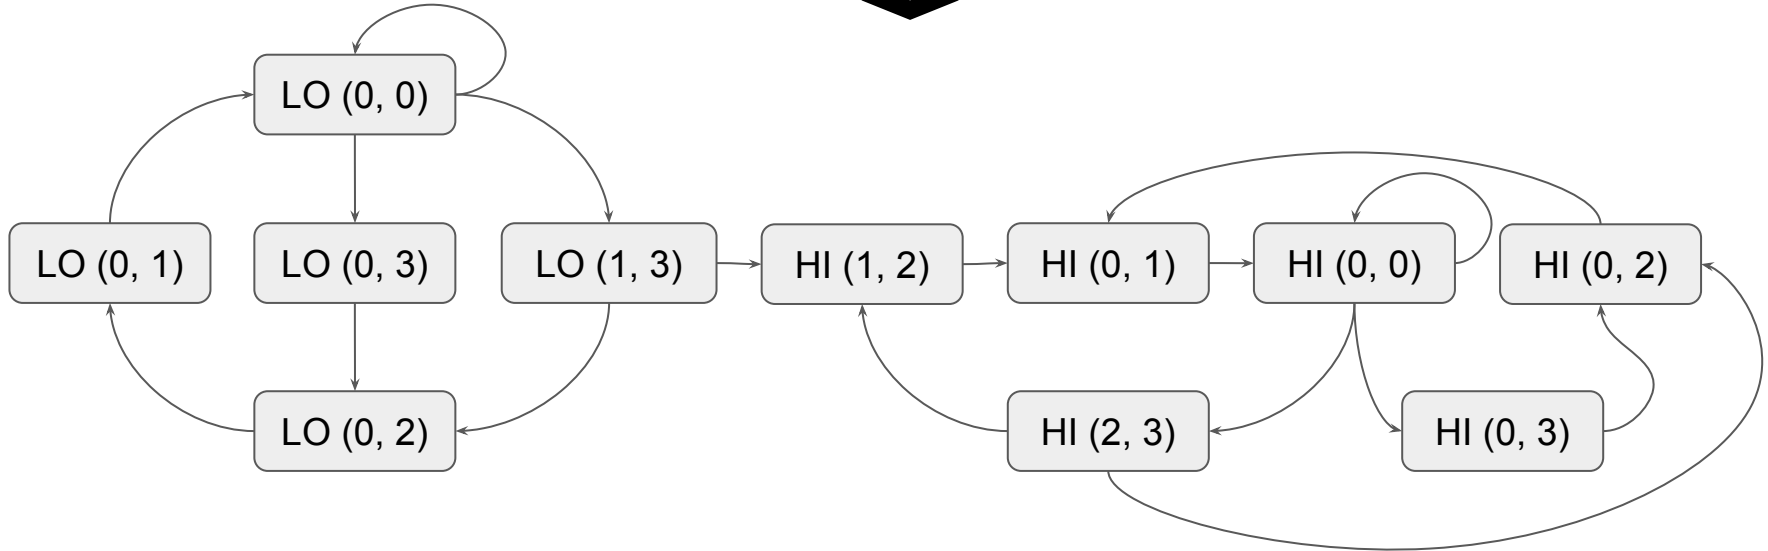 LO (0, 0)
LO (0, 1)
LO (0, 3)
LO (1, 3)
HI (1, 2)
HI (0, 1)
HI (0, 0)
HI (0, 2)
LO (0, 2)
HI (2, 3)
HI (0, 3)